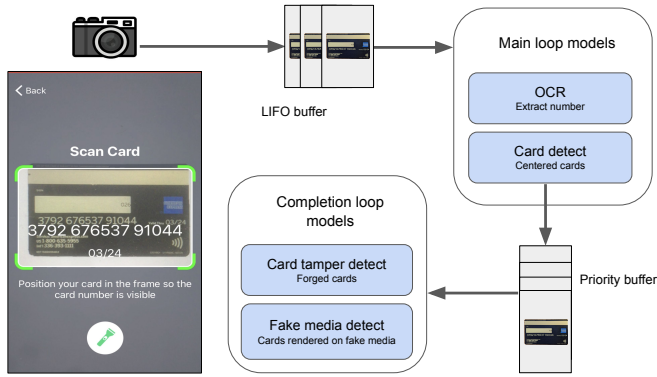 LIFO buffer
Main loop models
OCR
Extract number
Card detect
Centered cards
Priority buffer
Completion loop
models
Card tamper detect
Forged cards
Fake media detect
Cards rendered on fake media
Back
Scan Card
3792 676537 91044
03/24
3792 676537 91044
03/24
Position your card in the frame so the
card number is visible